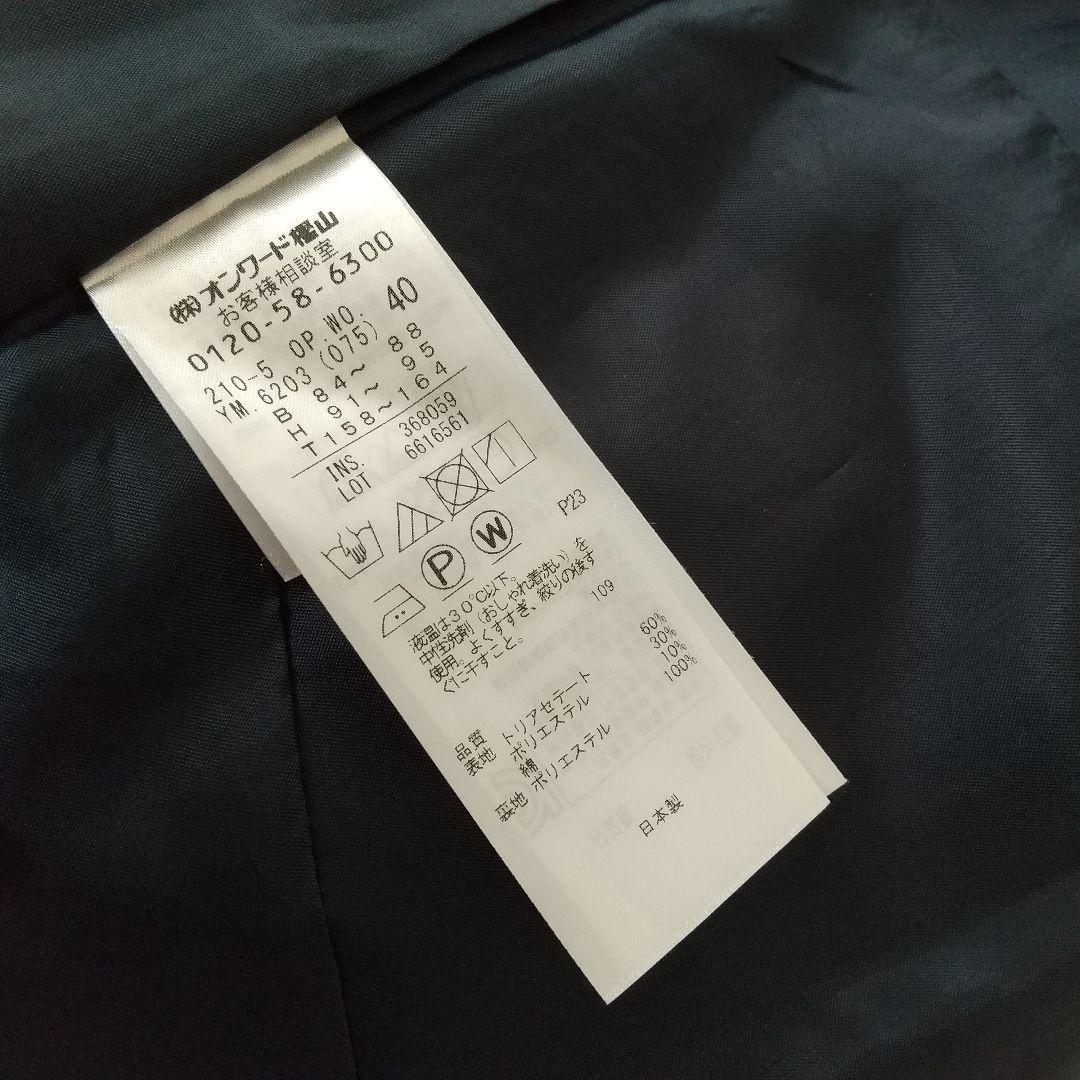 (株)オンワード樫山
お客様相談室
0120-58-6300
210-5 OP WO. 40
YM.6203 (075)
B 84～ 88
H 91～ 95
T158～164
INS. 368059
LOT 6616561
P W P23
液温は30℃以下。
中性洗剤(おしゃれ着洗い)を
使用。よくすすぎ、絞りの後す
ぐに干すこと。
109
品質
表地 トリアセテート 60%
ポリエステル 30%
綿 10%
裏地 ポリエステル 100%
日本製